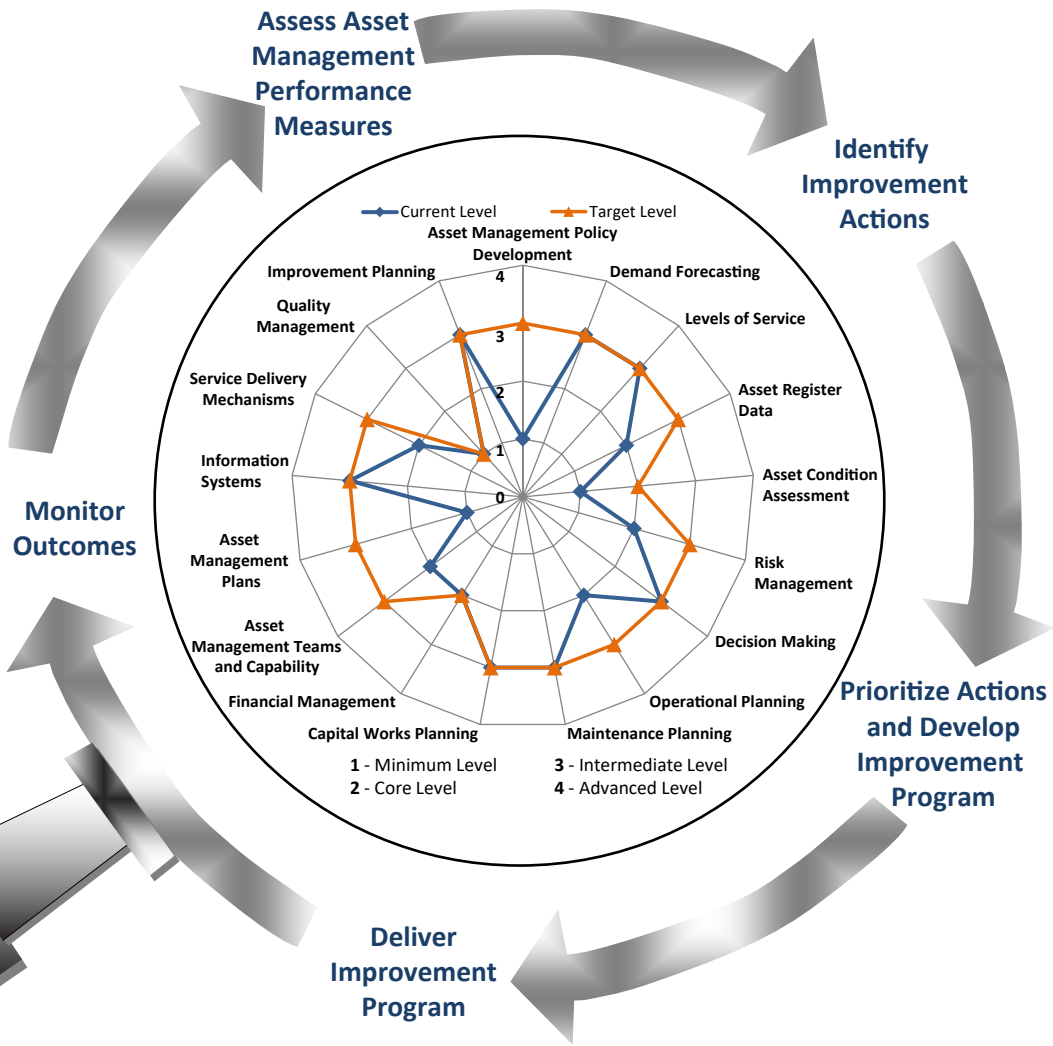 Assess Asset
Management
Performance
Measures
Identify
Improvement
Actions
Prioritize Actions
and Develop
Improvement
Program
Deliver
Improvement
Program
Monitor
Outcomes
Current Level
Target Level
Asset Management Policy
Development
Demand Forecasting
Levels of Service
Asset Register
Data
Asset Condition
Assessment
Risk
Management
Decision Making
Operational Planning
Maintenance Planning
Capital Works Planning
Financial Management
Asset
Management Teams
and Capability
Asset
Management
Plans
Information
Systems
Service Delivery
Mechanisms
Quality
Management
Improvement Planning
4
3
2
1
0
1 - Minimum Level
2 - Core Level
3 - Intermediate Level
4 - Advanced Level